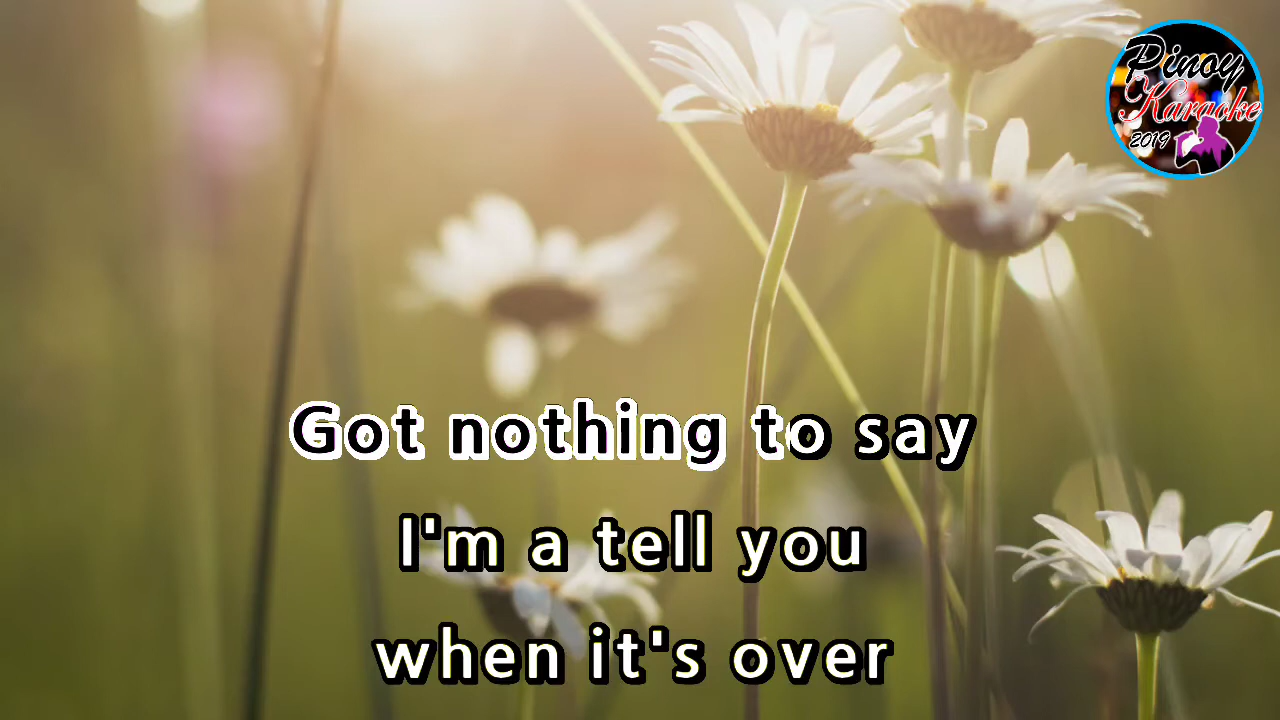 Pinoy
Karaoke
2019
Got nothing to say
I'm a tell you
when it's over